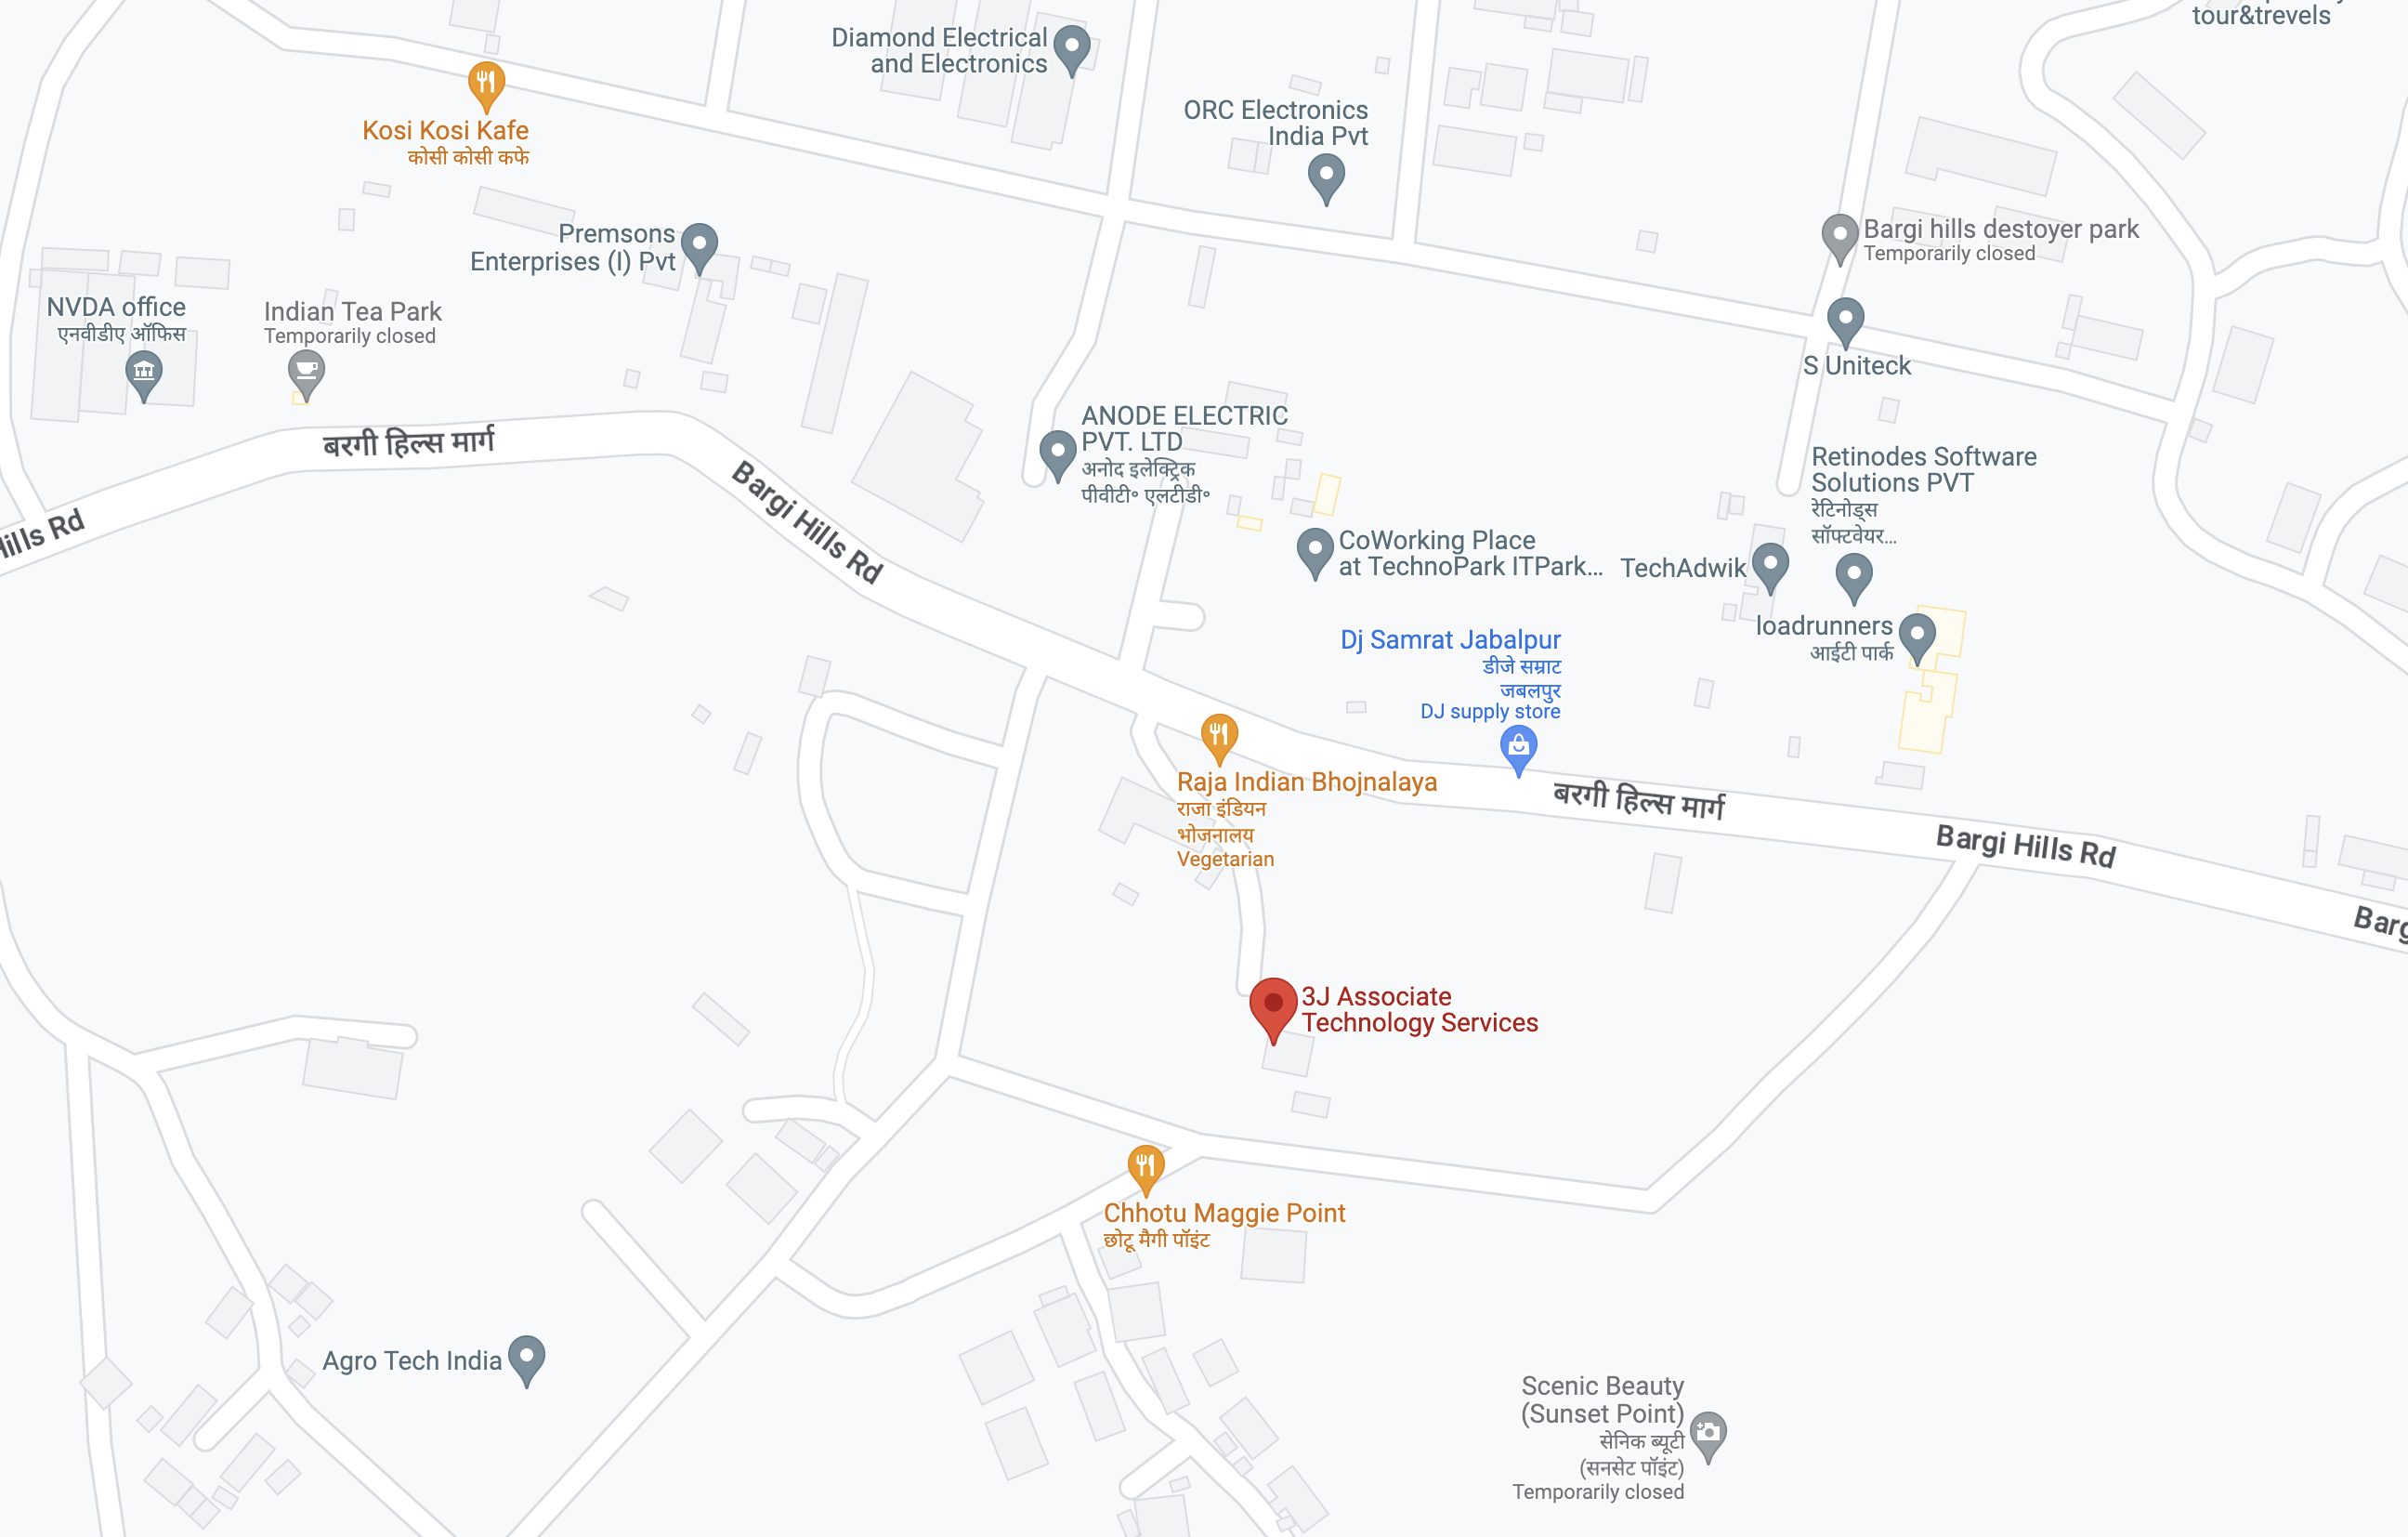 tour&trevels
Diamond Electrical
and Electronics
Kosi Kosi Kafe
कोसी कोसी कफे
ORC Electronics
India Pvt
Premsons
Enterprises (I) Pvt
Bargi hills destoyer park
Temporarily closed
NVDA office
एनवीडीए ऑफिस
Indian Tea Park
Temporarily closed
S Uniteck
बरगी हिल्स मार्ग
Bargi Hills Rd
Hills Rd
ANODE ELECTRIC
PVT. LTD
अनोद इलेक्ट्रिक
पीवीटी॰ एलटीडी॰
Retinodes Software
Solutions PVT
रेटिनोड्स
सॉफ्टवेयर...
CoWorking Place
at TechnoPark ITPark...
TechAdwik
loadrunners
आईटी पार्क
Dj Samrat Jabalpur
डीजे सम्राट
जबलपुर
DJ supply store
Raja Indian Bhojnalaya
राजा इंडियन
भोजनालय
Vegetarian
बरगी हिल्स मार्ग
Bargi Hills Rd
Barg
3J Associate
Technology Services
Chhotu Maggie Point
छोटू मैगी पॉइंट
Agro Tech India
Scenic Beauty
(Sunset Point)
सेनिक ब्यूटी
(सनसेट पॉइंट)
Temporarily closed